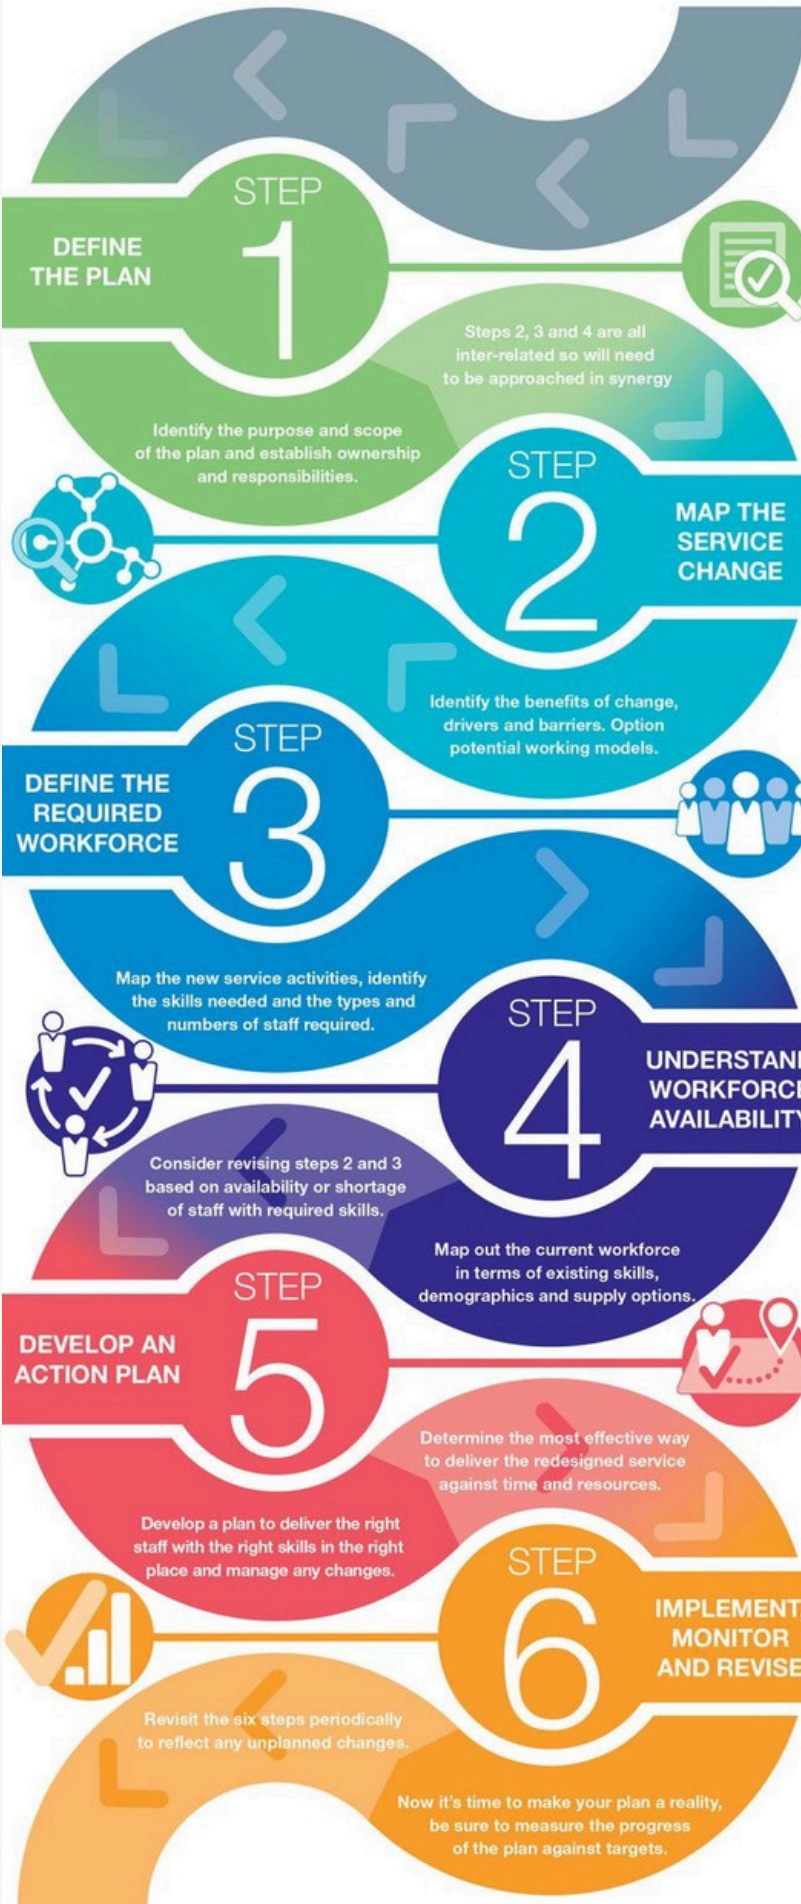 STEP
1
DEFINE
THE PLAN
Steps 2, 3 and 4 are all
inter-related so will need
to be approached in synergy
Identify the purpose and scope
of the plan and establish ownership
and responsibilities.
STEP
2
MAP THE
SERVICE
CHANGE
Identify the benefits of change,
drivers and barriers. Option
potential working models.
STEP
3
DEFINE THE
REQUIRED
WORKFORCE
Map the new service activities, identify
the skills needed and the types and
numbers of staff required.
STEP
4
UNDERSTAN
WORKFORCE
AVAILABILITY
Consider revising steps 2 and 3
based on availability or shortage
of staff with required skills.
Map out the current workforce
in terms of existing skills,
demographics and supply options.
STEP
5
DEVELOP AN
ACTION PLAN
Determine the most effective way
to deliver the redesigned service
against time and resources.
Develop a plan to deliver the right
staff with the right skills in the right
place and manage any changes.
STEP
6
IMPLEMENT
MONITOR
AND REVISE
Revisit the six steps periodically
to reflect any unplanned changes.
Now it's time to make your plan a reality,
be sure to measure the progress
of the plan against targets.